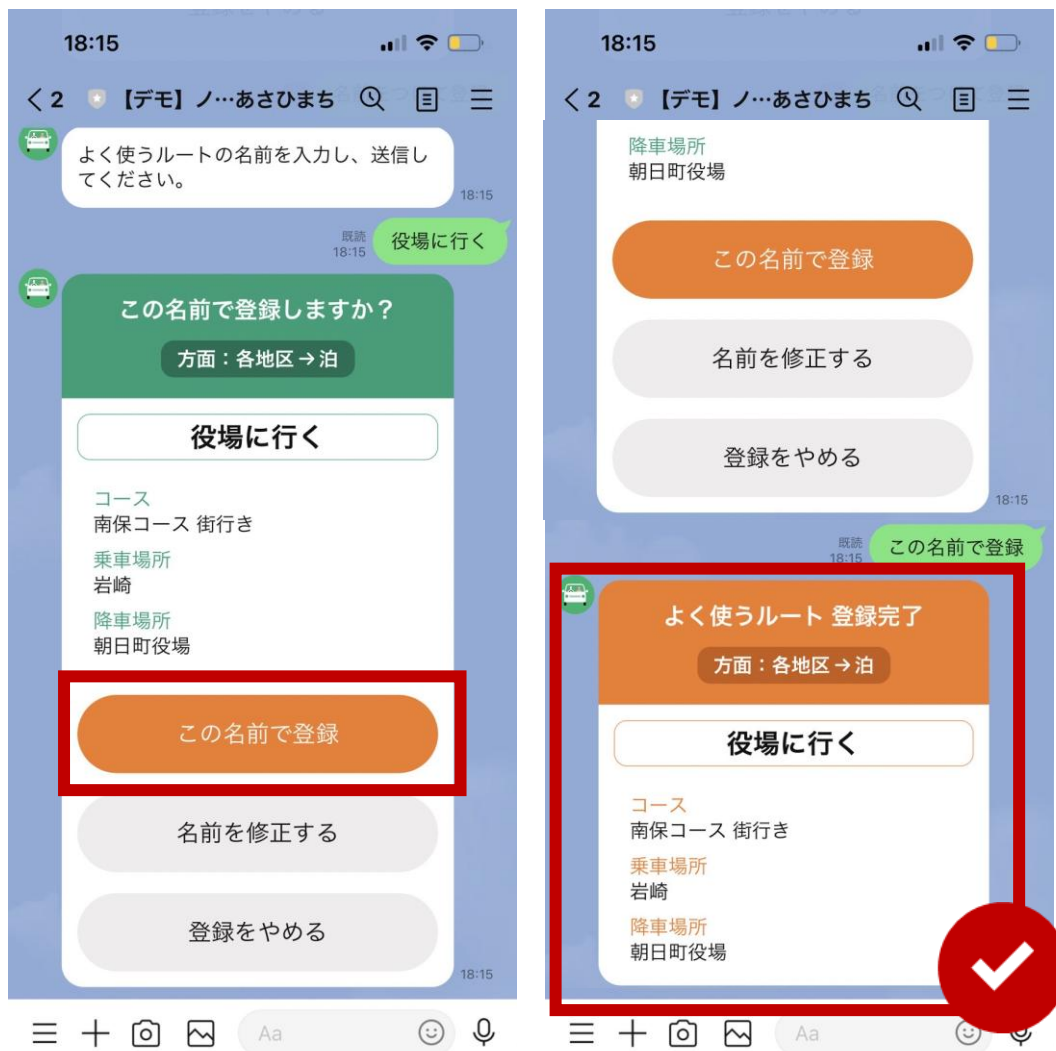 18:15
2
【デモ】ノ…あさひまち
よく使うルートの名前を入力し、送信し
てください。
18:15
既読
18:15
役場に行く
この名前で登録しますか？
方面：各地区→泊
役場に行く
コース
南保コース 街行き
乗車場所
岩崎
降車場所
朝日町役場
この名前で登録
名前を修正する
登録をやめる
18:15
Aa
18:15
2
【デモ】ノ…あさひまち
降車場所
朝日町役場
この名前で登録
名前を修正する
登録をやめる
18:15
既読
18:15
この名前で登録
よく使うルート 登録完了
方面：各地区→泊
役場に行く
コース
南保コース 街行き
乗車場所
岩崎
降車場所
朝日町役場
Aa